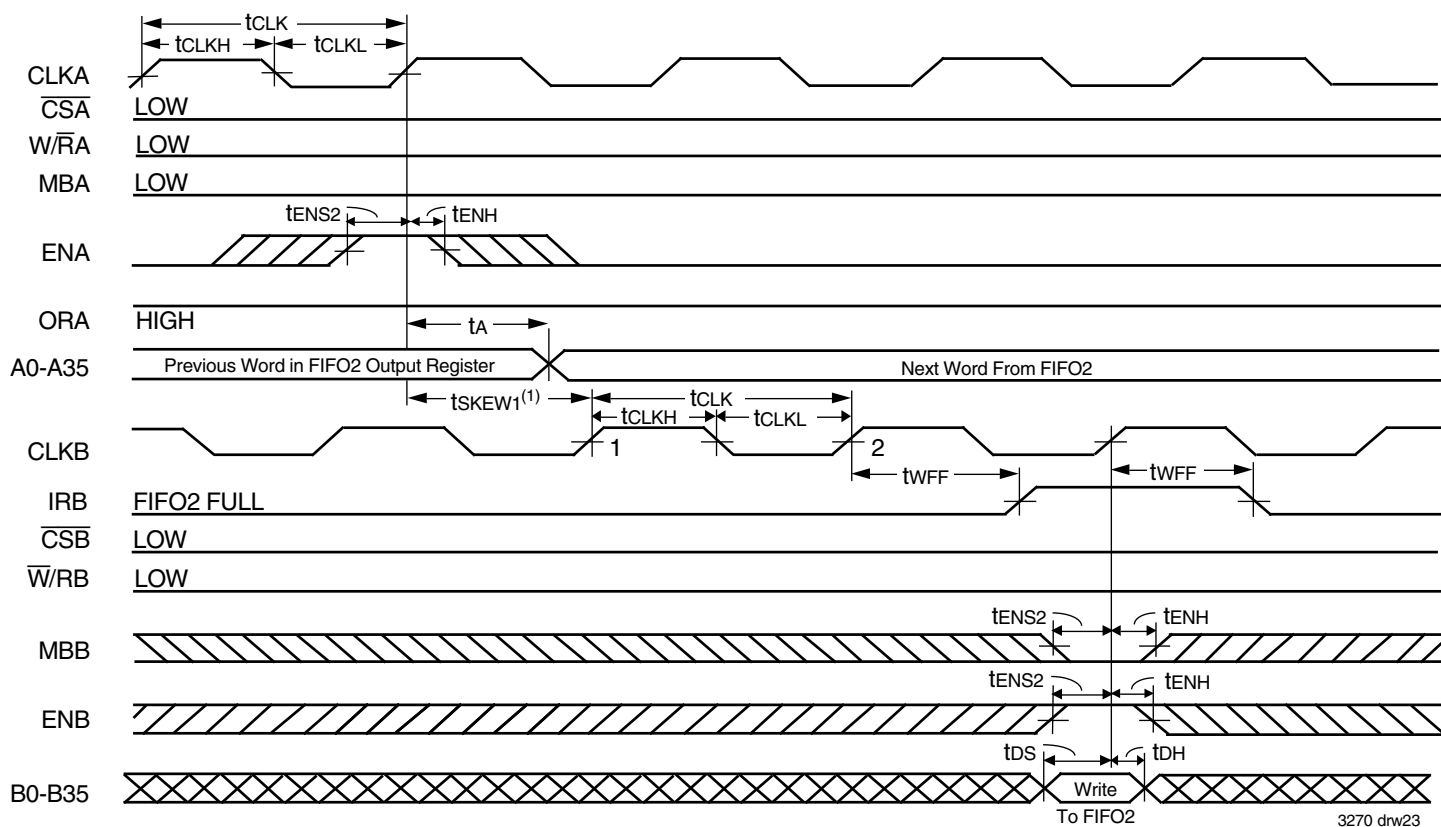 tCLK
tCLKH tCLKL
CLKA
CSA LOW
W/RA LOW
MBA LOW
tENS2 tENH
ENA
ORA HIGH
tA
A0-A35 Previous Word in FIFO2 Output Register Next Word From FIFO2
tSKEW1(1) tCLK
tCLKH tCLKL
CLKB 1 2
tWFF tWFF
IRB FIFO2 FULL
CSB LOW
W/RB LOW
tENS2 tENH
MBB
tENS2 tENH
ENB
tDS tDH
B0-B35 Write
To FIFO2
3270 drw23